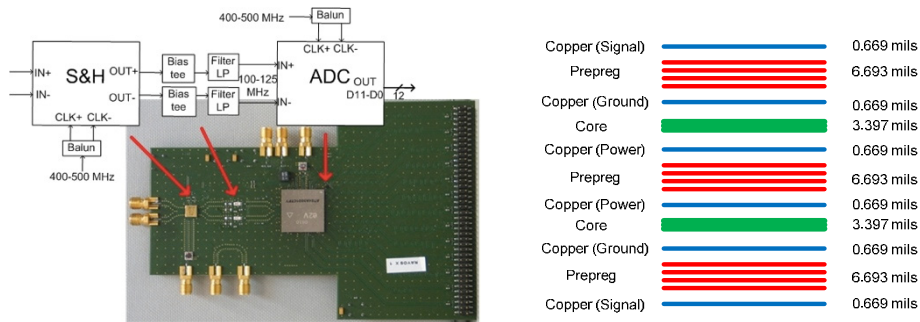 400-500 MHz
Balun
CLK+ CLK-
S&H
IN+
IN-
OUT+
OUT-
CLK+ CLK-
Balun
400-500 MHz
Bias
tee
Filter
LP
Bias
tee
Filter
LP
100-125
MHz
IN+
IN-
ADC
OUT
D11-D0
12
Copper (Signal) 0.669 mils
Prepreg 6.693 mils
Copper (Ground) 0.669 mils
Core 3.397 mils
Copper (Power) 0.669 mils
Prepreg 6.693 mils
Copper (Power) 0.669 mils
Core 3.397 mils
Copper (Ground) 0.669 mils
Prepreg 6.693 mils
Copper (Signal) 0.669 mils